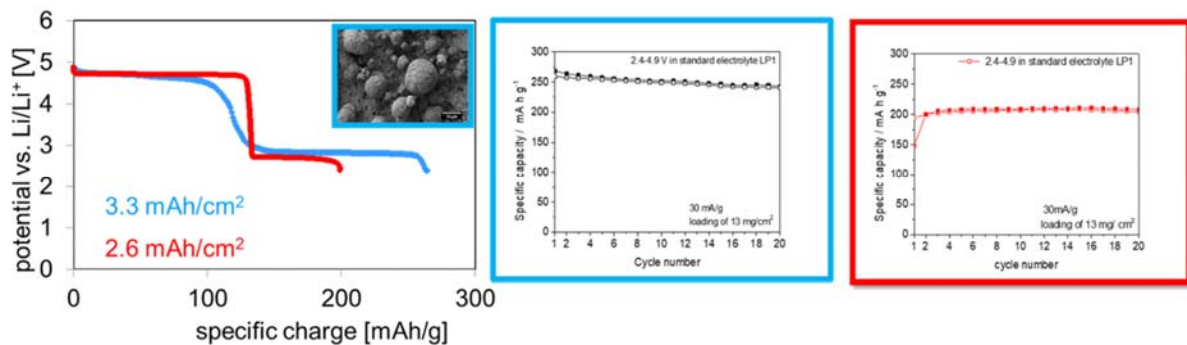 potential vs. Li/Li⁺ [V]
6
5
4
3
2
1
0
0
100
200
300
specific charge [mAh/g]
3.3 mAh/cm²
2.6 mAh/cm²
Specific capacity / mA h g⁻¹
300
250
200
150
100
50
0
2.4-4.9 V in standard electrolyte LP1
30 mA/g
loading of 13 mg/cm²
1 2 4 6 8 10 12 14 16 18 20
Cycle number
Specific capacity / mA h g⁻¹
300
250
200
150
100
50
0
2.4-4.9 in standard electrolyte LP1
30mA/g
loading of 13 mg/ cm²
1 2 4 6 8 10 12 14 16 18 20
cycle number